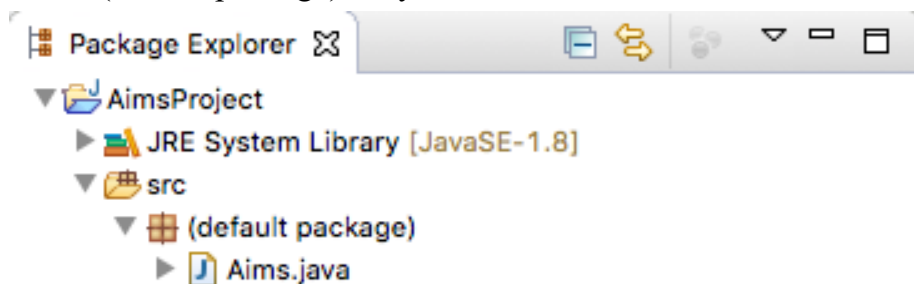 Package Explorer
AimsProject
JRE System Library [JavaSE-1.8]
src
(default package)
Aims.java